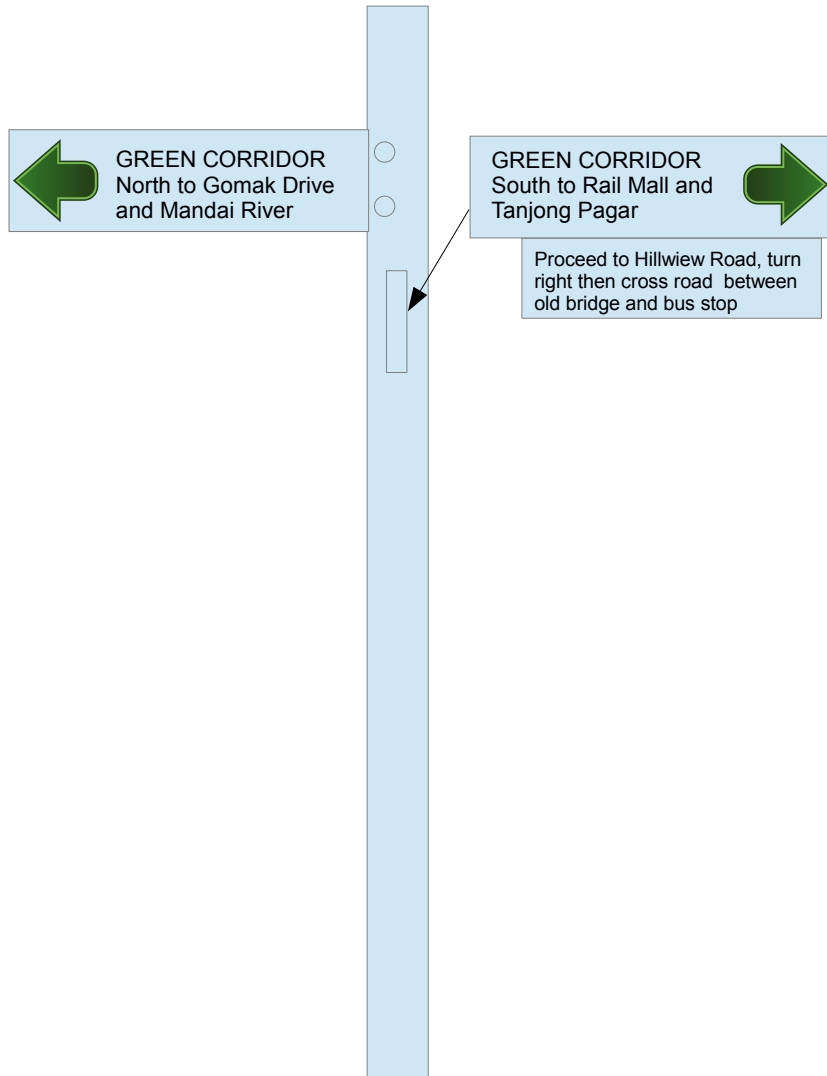 GREEN CORRIDOR
North to Gomak Drive
and Mandai River
GREEN CORRIDOR
South to Rail Mall and
Tanjong Pagar
Proceed to Hillwiew Road, turn
right then cross road  between
old bridge and bus stop